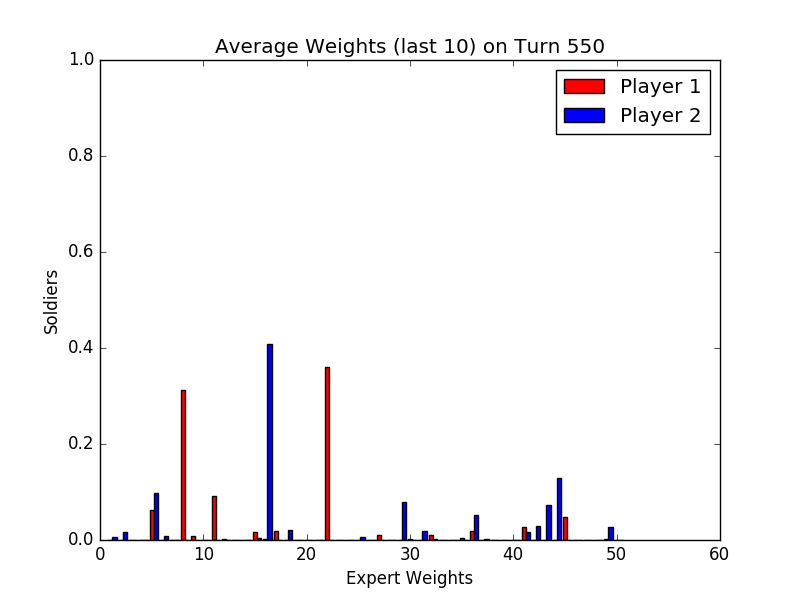 Average Weights (last 10) on Turn 550
1.0
Player 1
Player 2
0.8
0.6
Soldiers
0.4
0.2
0.0
0 10 20 30 40 50 60
Expert Weights